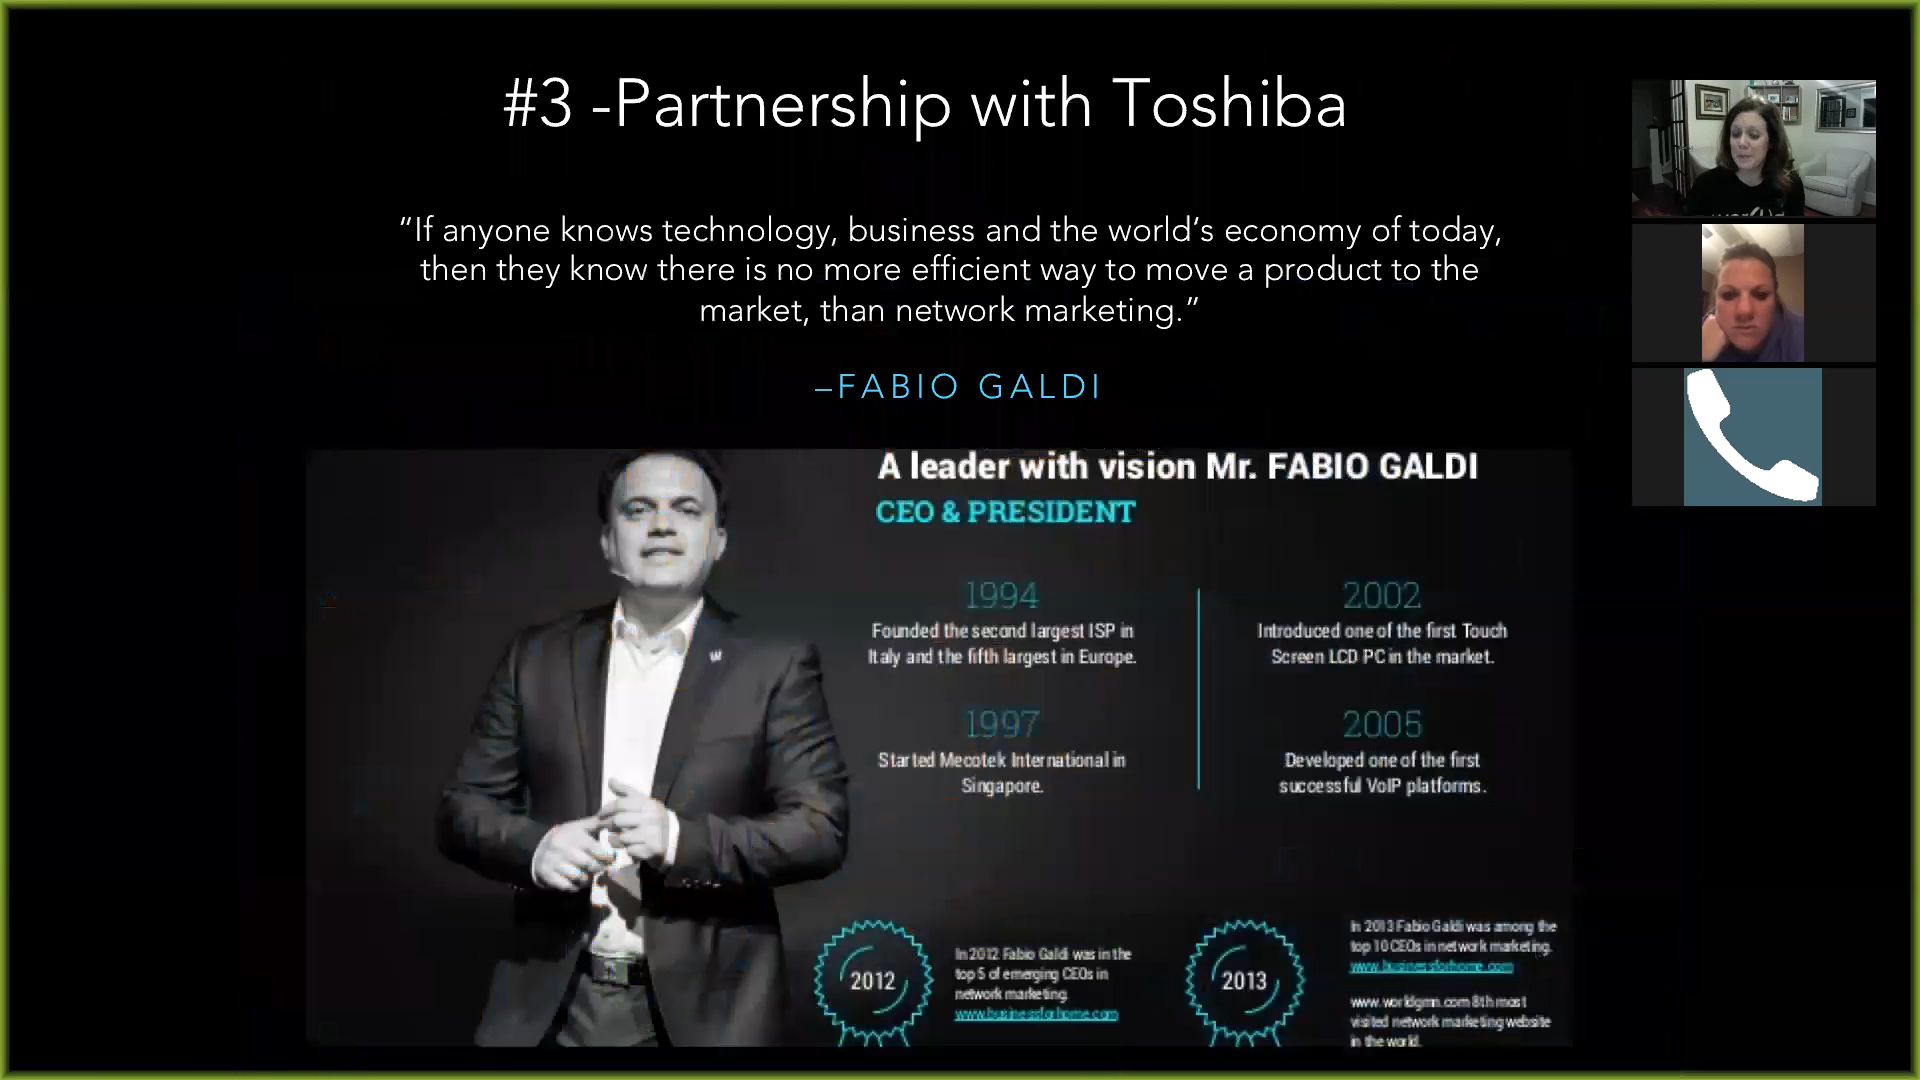 #3 -Partnership with Toshiba
“If anyone knows technology, business and the world’s economy of today,
then they know there is no more efficient way to move a product to the
market, than network marketing.”
–FABIO GALDI
A leader with vision Mr. FABIO GALDI
CEO & PRESIDENT
1994
Founded the second largest ISP in
Italy and the fifth largest in Europe.
1997
Started Mecotek International in
Singapore.
2002
Introduced one of the first Touch
Screen LCD PC in the market.
2005
Developed one of the first
successful VoIP platforms.
2012
In 2012 Fabio Galdi was in the
top 5 of emerging CEOs in
network marketing.
www.businessforhome.com
2013
In 2013 Fabio Galdi was among the
top 10 CEOs in network marketing.
www.businessforhome.com
www.worldgmn.com 8th most
visited network marketing website
in the world.